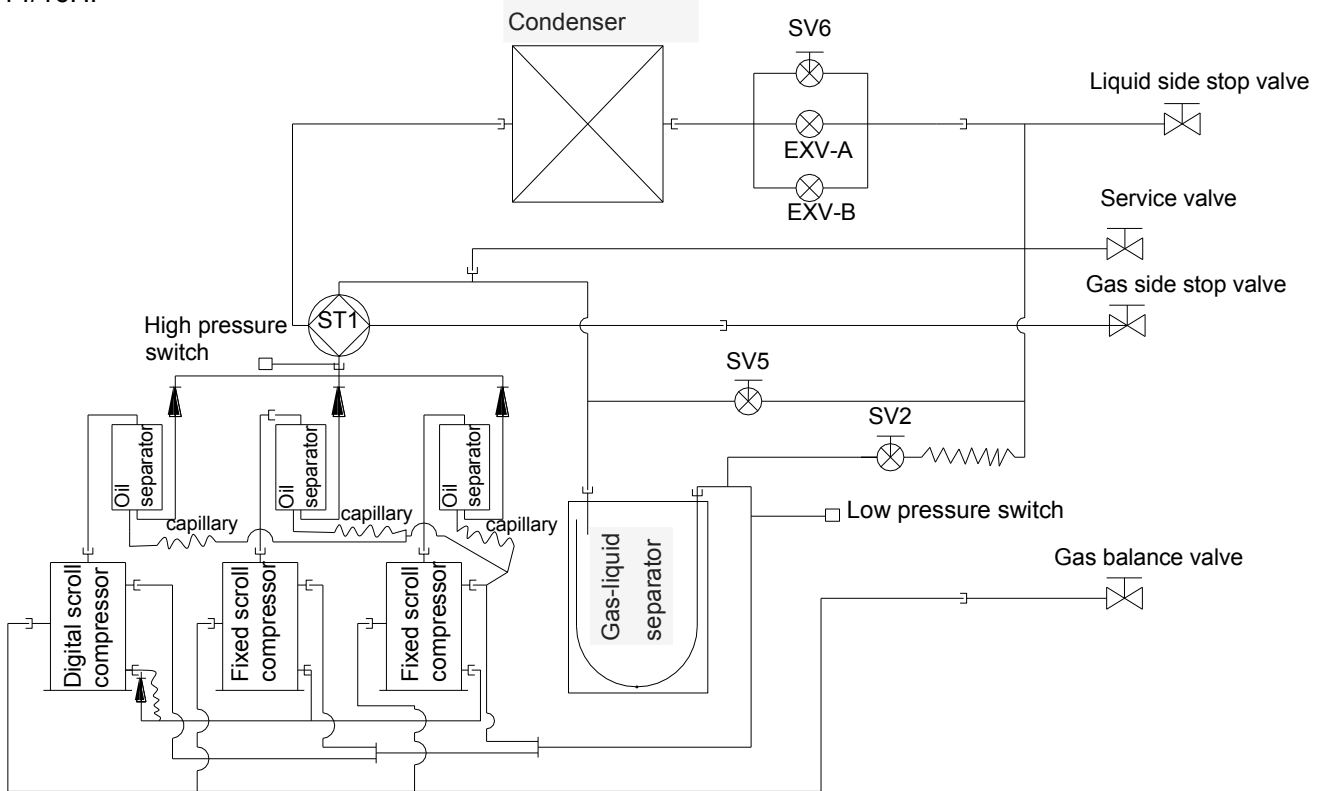 Condenser
SV6
Liquid side stop valve
EXV-A
EXV-B
Service valve
Gas side stop valve
ST1
High pressure
switch
SV5
SV2
Oil
separator
Oil
separator
Oil
separator
capillary
capillary
capillary
Low pressure switch
Gas balance valve
Digital scroll
compressor
Fixed scroll
compressor
Fixed scroll
compressor
Gas-liquid
separator